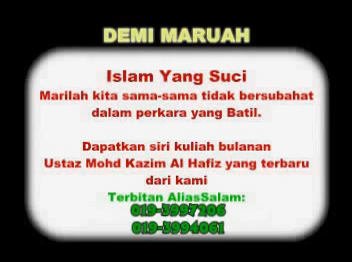 DEMI MARUAH
Islam Yang Suci
Marilah kita sama-sama tidak bersubahat
dalam perkara yang Batil.
Dapatkan siri kuliah bulanan
Ustaz Mohd Kazim Al Hafiz yang terbaru
dari kami
Terbitan AliasSalam:
019-3997206
019-3994061